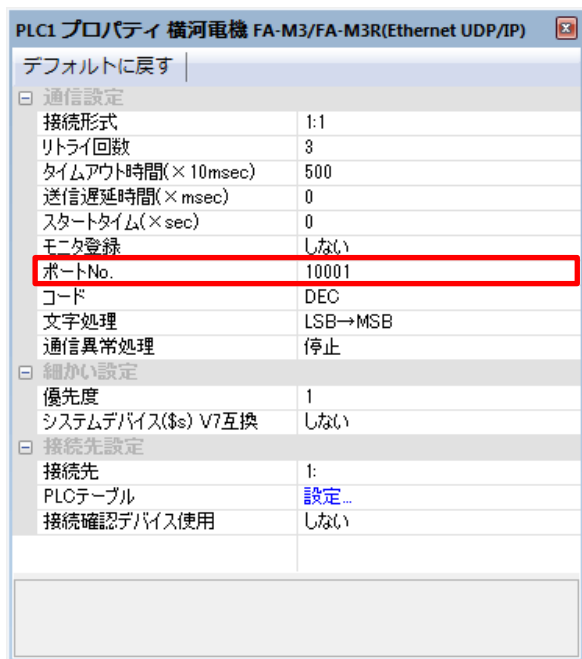 PLC1 プロパティ 横河電機 FA-M3/FA-M3R(Ethernet UDP/IP)
デフォルトに戻す
通信設定
接続形式 1:1
リトライ回数 3
タイムアウト時間(×10msec) 500
送信遅延時間(×msec) 0
スタートタイム(×sec) 0
モニタ登録 しない
ポートNo. 10001
コード DEC
文字処理 LSB→MSB
通信異常処理 停止
細かい設定
優先度 1
システムデバイス($s) V7互換 しない
接続先設定
接続先 1:
PLCテーブル 設定...
接続確認デバイス使用 しない